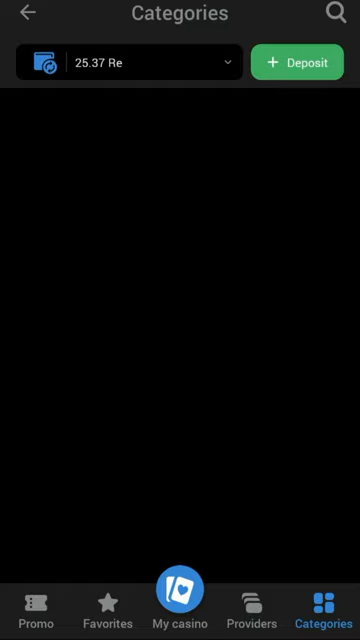 Categories
25.37 Re
Deposit
Promo
Favorites
My casino
Providers
Categories